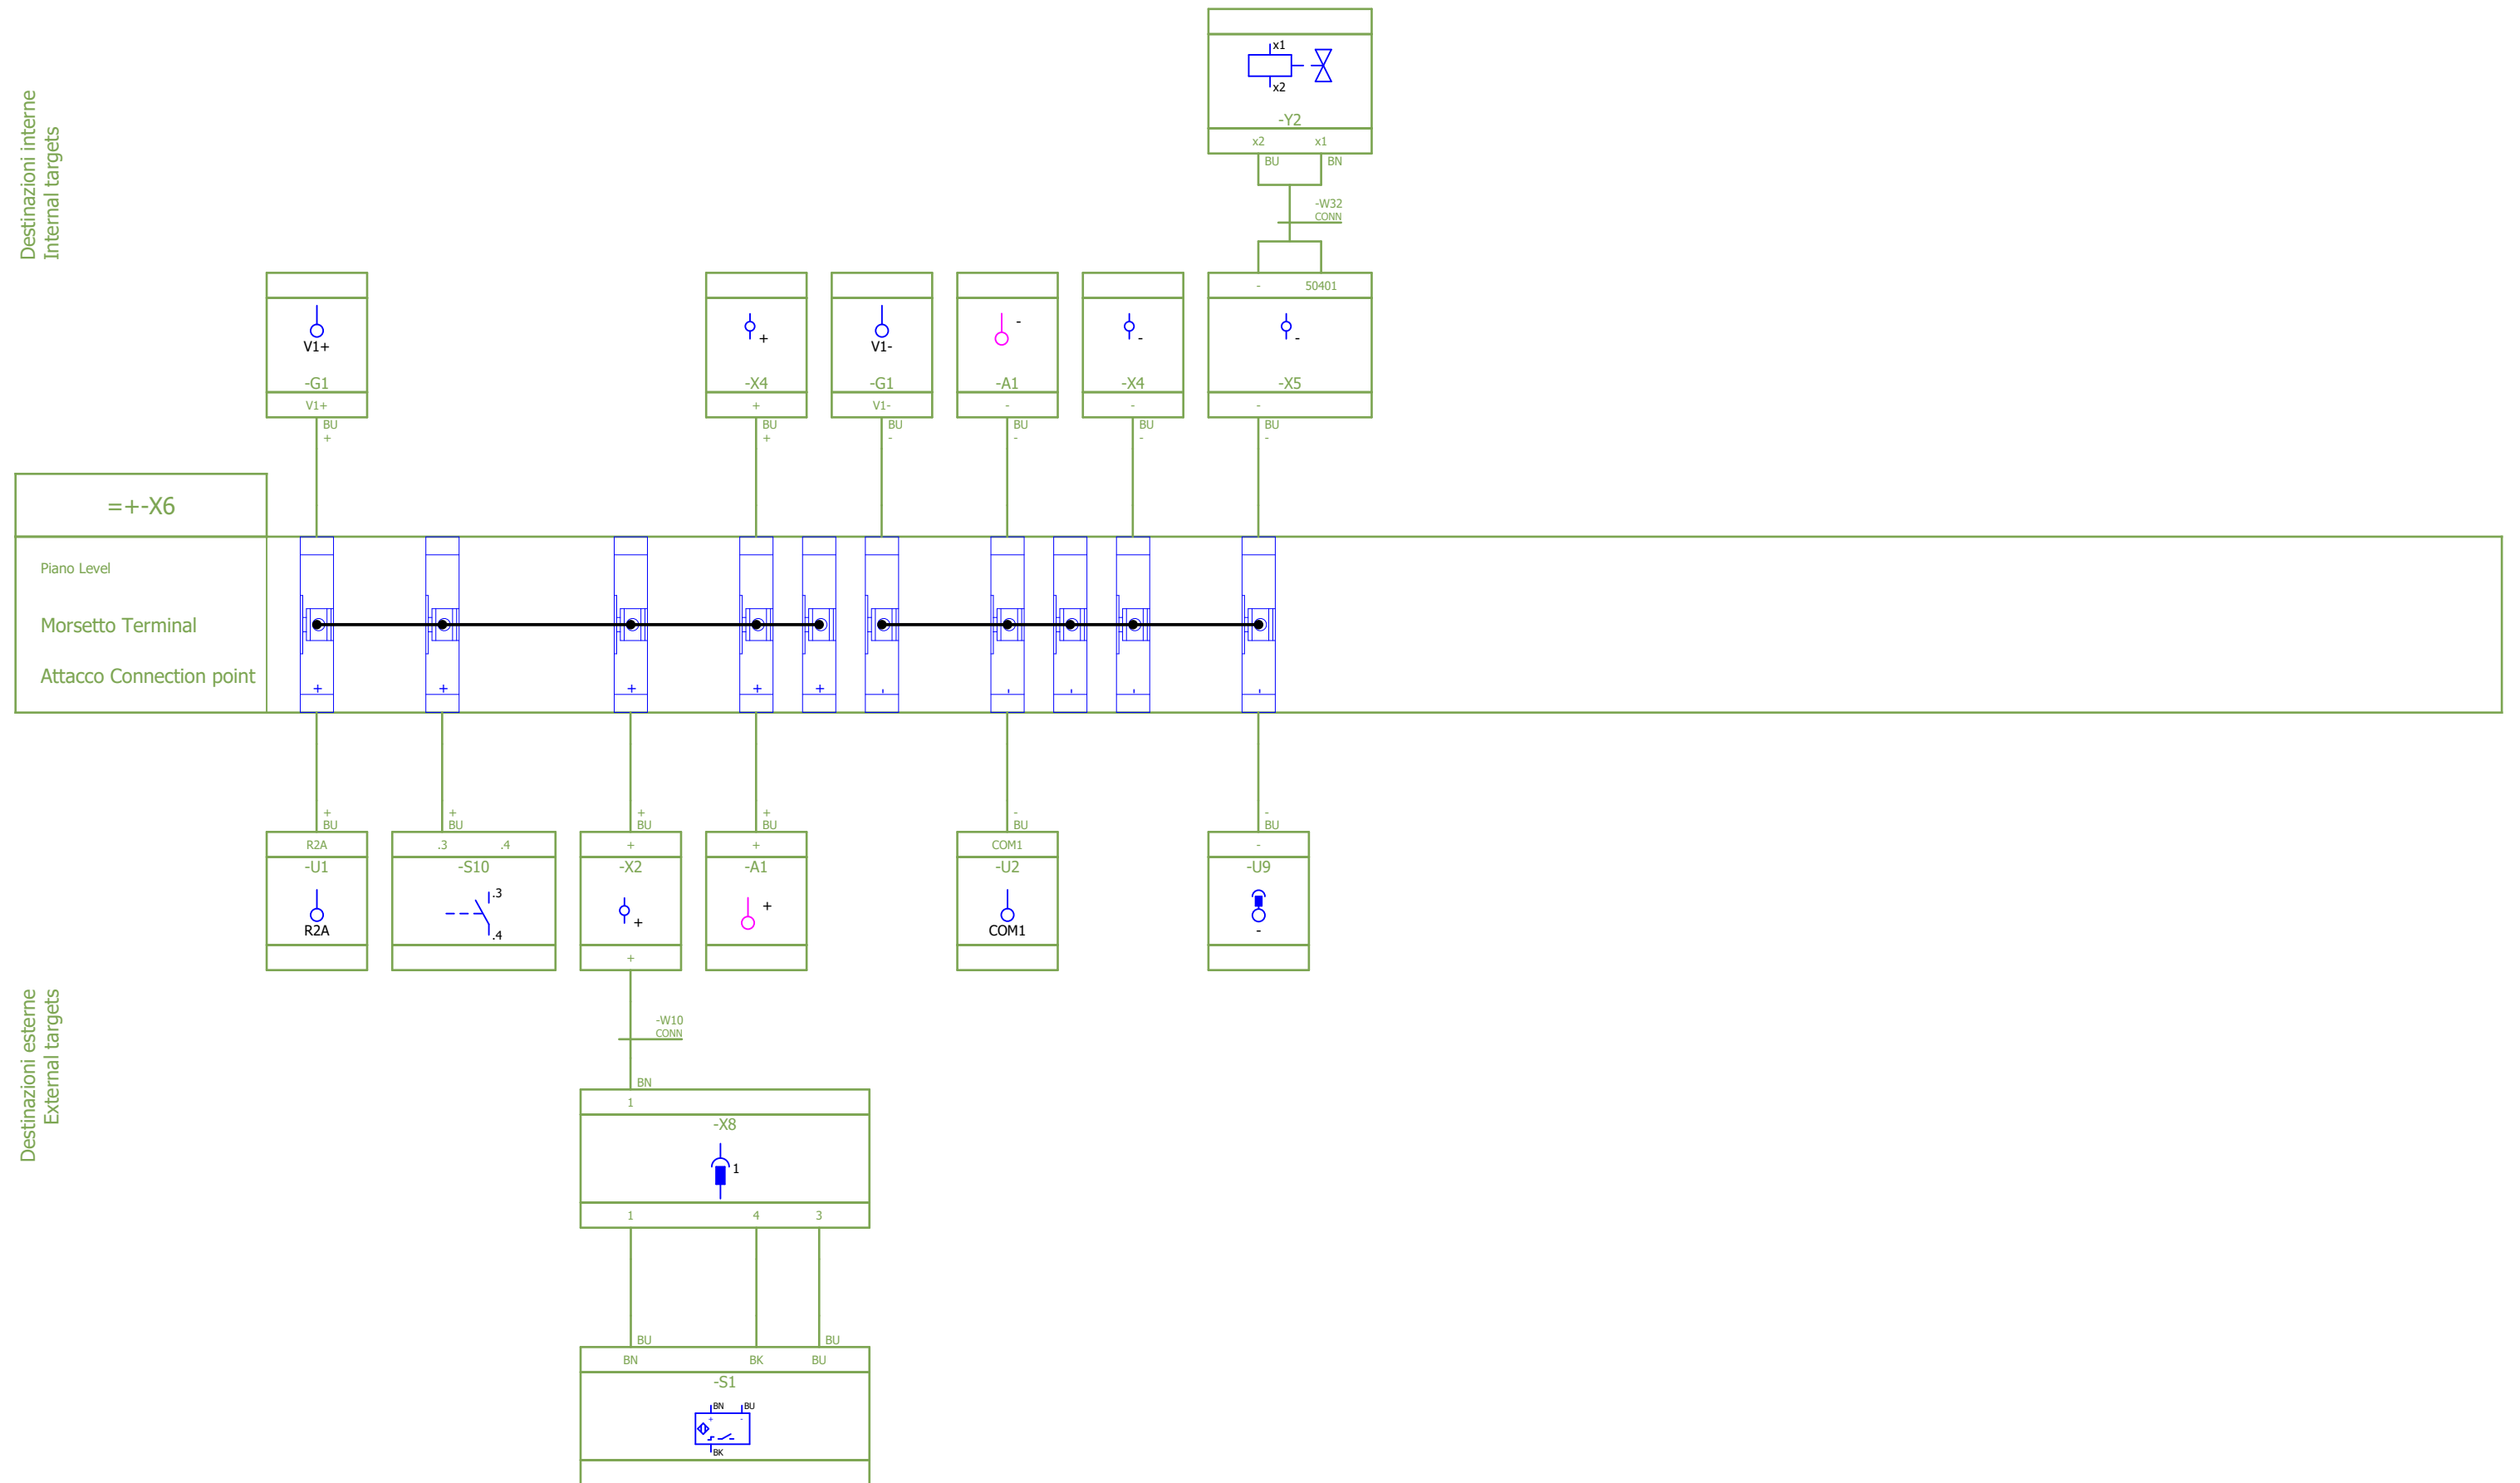 x1
x2
-Y2
x2 x1
BU BN
-W32
CONN
Destinazioni interne
Internal targets
- 50401
V1+ + V1- - - -
-G1 -X4 -G1 -A1 -X4 -X5
V1+ + V1- - - -
BU BU BU BU BU BU
+ + - - - -
=+-X6
Piano Level
Morsetto Terminal
Attacco Connection point
+ + + + + - - - - -
+ + + + - -
BU BU BU BU BU BU
R2A .3 .4 + + COM1 -
-U1 -S10 -X2 -A1 -U2 -U9
.3
R2A + + COM1 -
.4
+
Destinazioni esterne
External targets
-W10
CONN
BN
1
-X8
1
1 4 3
BU BU
BN BK BU
-S1
BN BU
+ -
BK